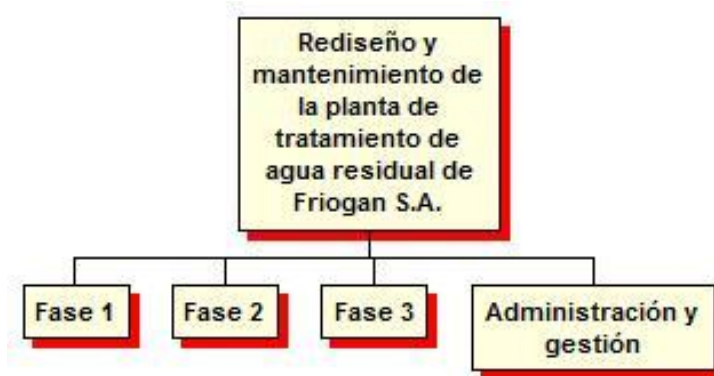 Rediseño y
mantenimiento de
la planta de
tratamiento de
agua residual de
Friogan S.A.
Fase 1
Fase 2
Fase 3
Administración y
gestión